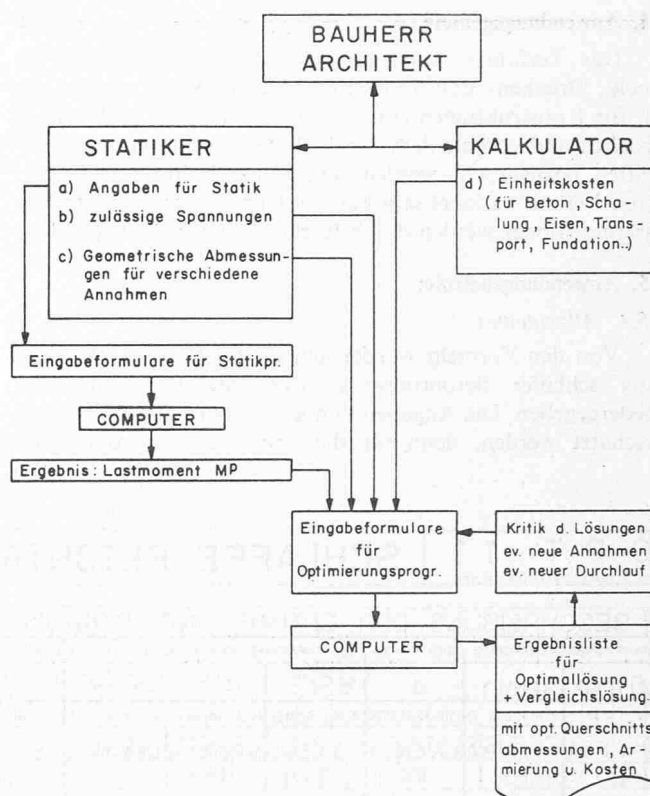 BAUHERR
ARCHITEKT
STATIKER
a) Angaben für Statik
b) zulässige Spannungen
c) Geometrische Abmessun-
gen für verschiedene
Annahmen
KALKULATOR
d) Einheitskosten
(für Beton, Scha-
lung, Eisen, Trans-
port, Fundation..)
Eingabeformulare für Statikpr.
COMPUTER
Ergebnis: Lastmoment MP
Eingabeformulare
für
Optimierungsprogr.
Kritik d. Lösungen
ev. neue Annahmen
ev. neuer Durchlauf
COMPUTER
Ergebnisliste
für
Optimallösung
+ Vergleichslösung.
mit opt. Querschnitts
abmessungen, Ar-
mierung u. Kosten